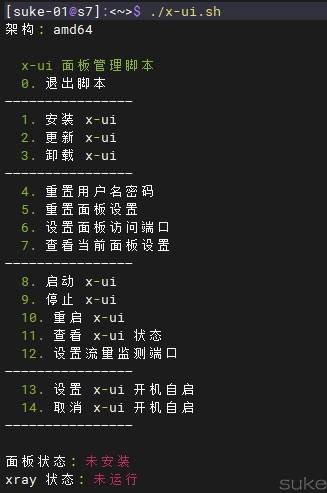 [suke-01@s7]:<~>$ ./x-ui.sh
架构: amd64
x-ui 面板管理脚本
0. 退出脚本
———————————————
1. 安装 x-ui
2. 更新 x-ui
3. 卸载 x-ui
———————————————
4. 重置用户名密码
5. 重置面板设置
6. 设置面板访问端口
7. 查看当前面板设置
———————————————
8. 启动 x-ui
9. 停止 x-ui
10. 重启 x-ui
11. 查看 x-ui 状态
12. 设置流量监测端口
———————————————
13. 设置 x-ui 开机自启
14. 取消 x-ui 开机自启
———————————————
面板状态: 未安装
xray 状态: 未运行
suke